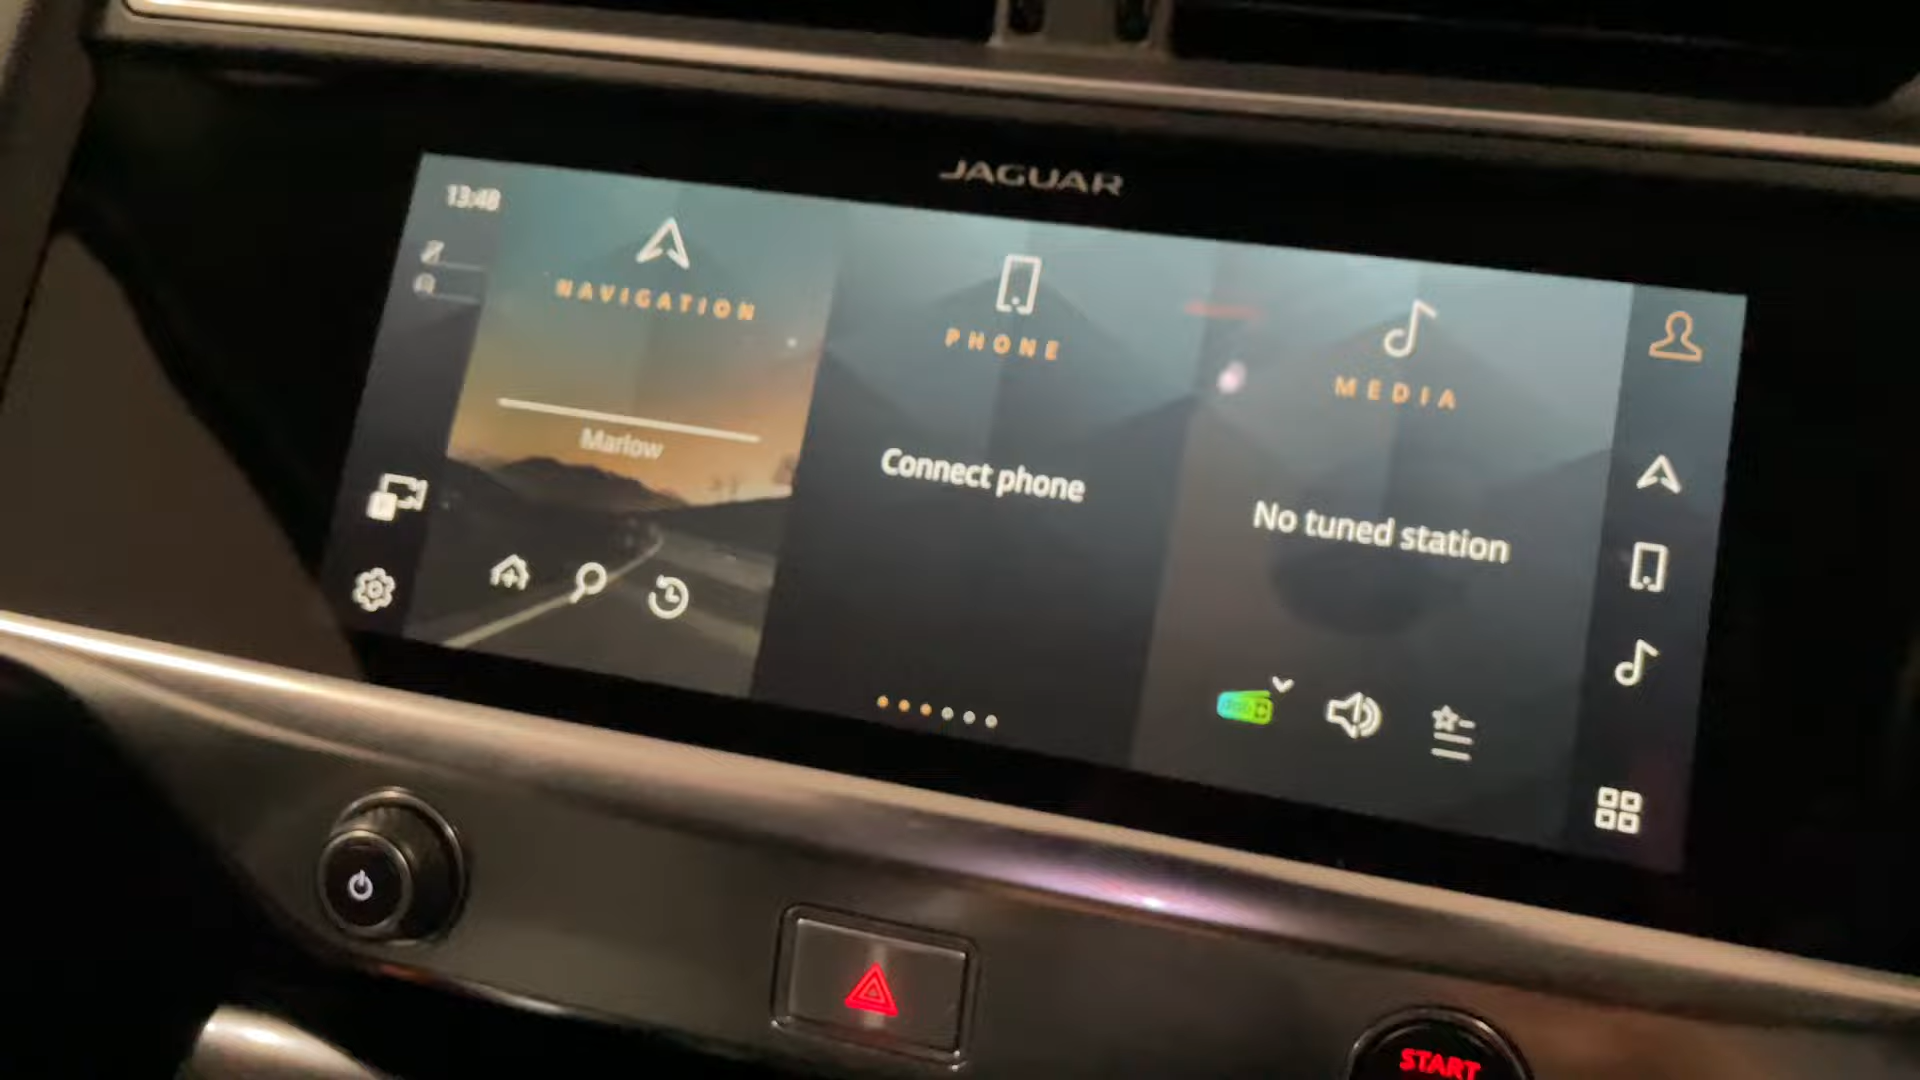 JAGUAR
13:48
NAVIGATION
Marlow
PHONE
Connect phone
MEDIA
No tuned station
START